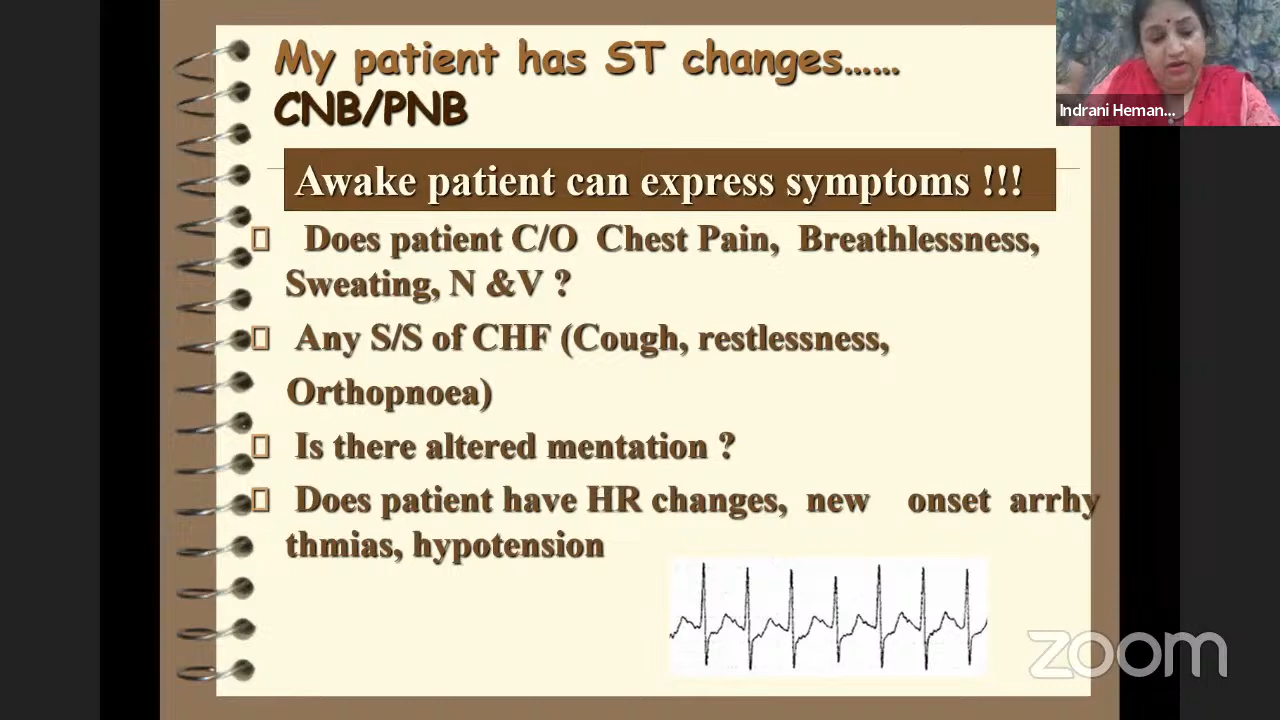 My patient has ST changes......
CNB/PNB
Indrani Heman...
Awake patient can express symptoms !!!
Does patient C/O Chest Pain, Breathlessness,
Sweating, N &V ?
Any S/S of CHF (Cough, restlessness,
Orthopnoea)
Is there altered mentation ?
Does patient have HR changes, new onset arrhy
thmias, hypotension
zoom